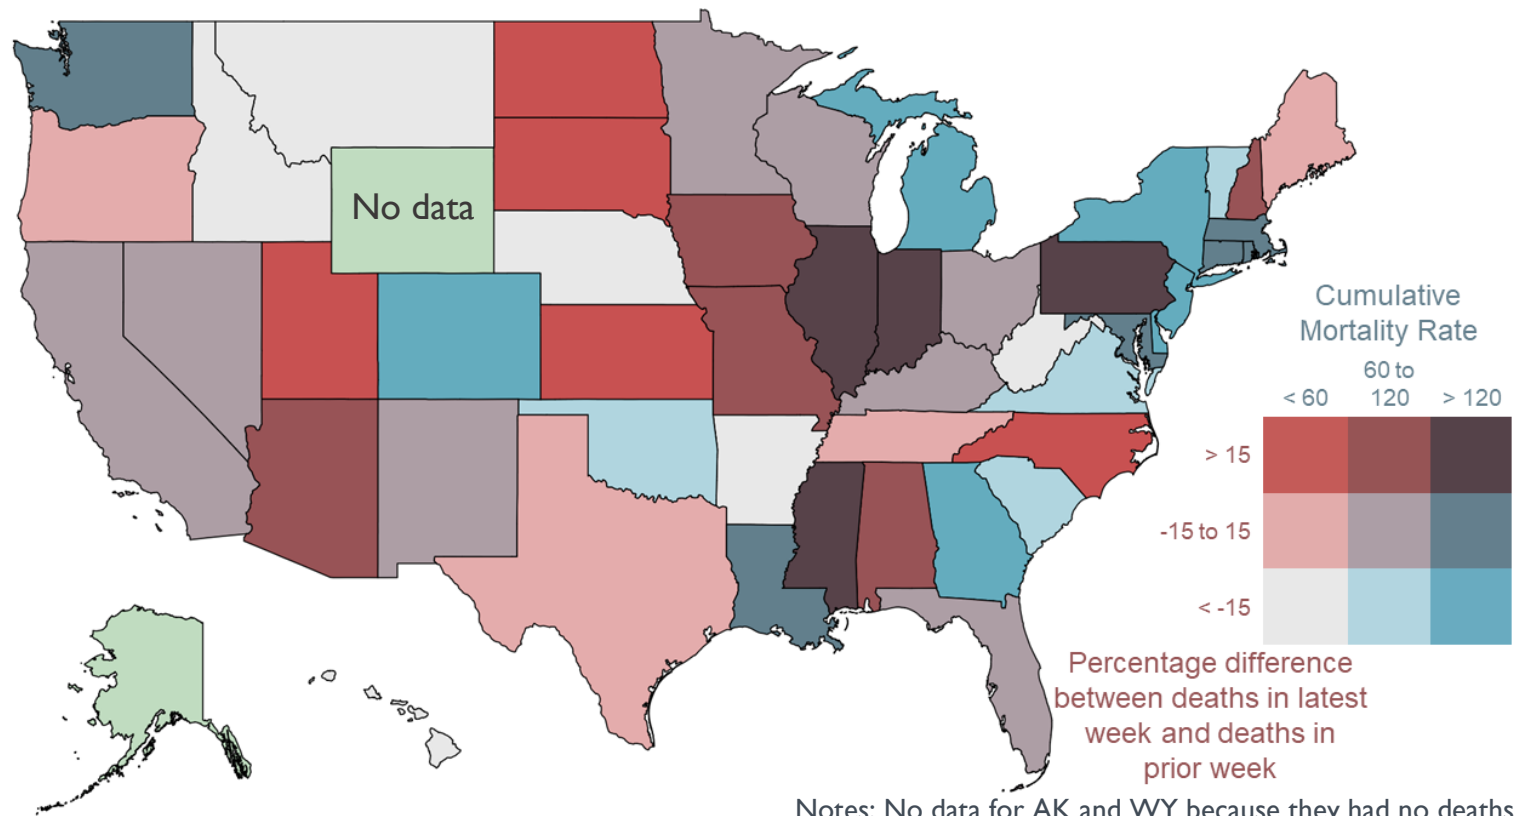 No data
Cumulative
Mortality Rate
60 to
< 60 120 > 120
> 15
-15 to 15
< -15
Percentage difference
between deaths in latest
week and deaths in
prior week
Notes: No data for AK and WY because they had no deaths